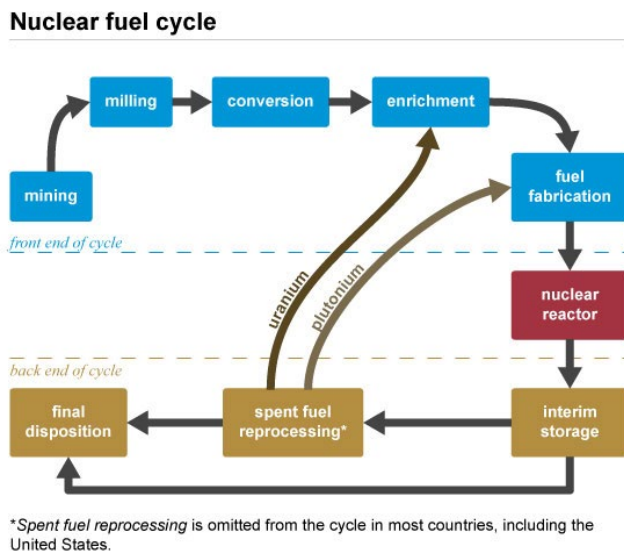 Nuclear fuel cycle
milling
conversion
enrichment
mining
fuel
fabrication
front end of cycle
uranium
plutonium
nuclear
reactor
back end of cycle
final
disposition
spent fuel
reprocessing*
interim
storage
*Spent fuel reprocessing is omitted from the cycle in most countries, including the
United States.